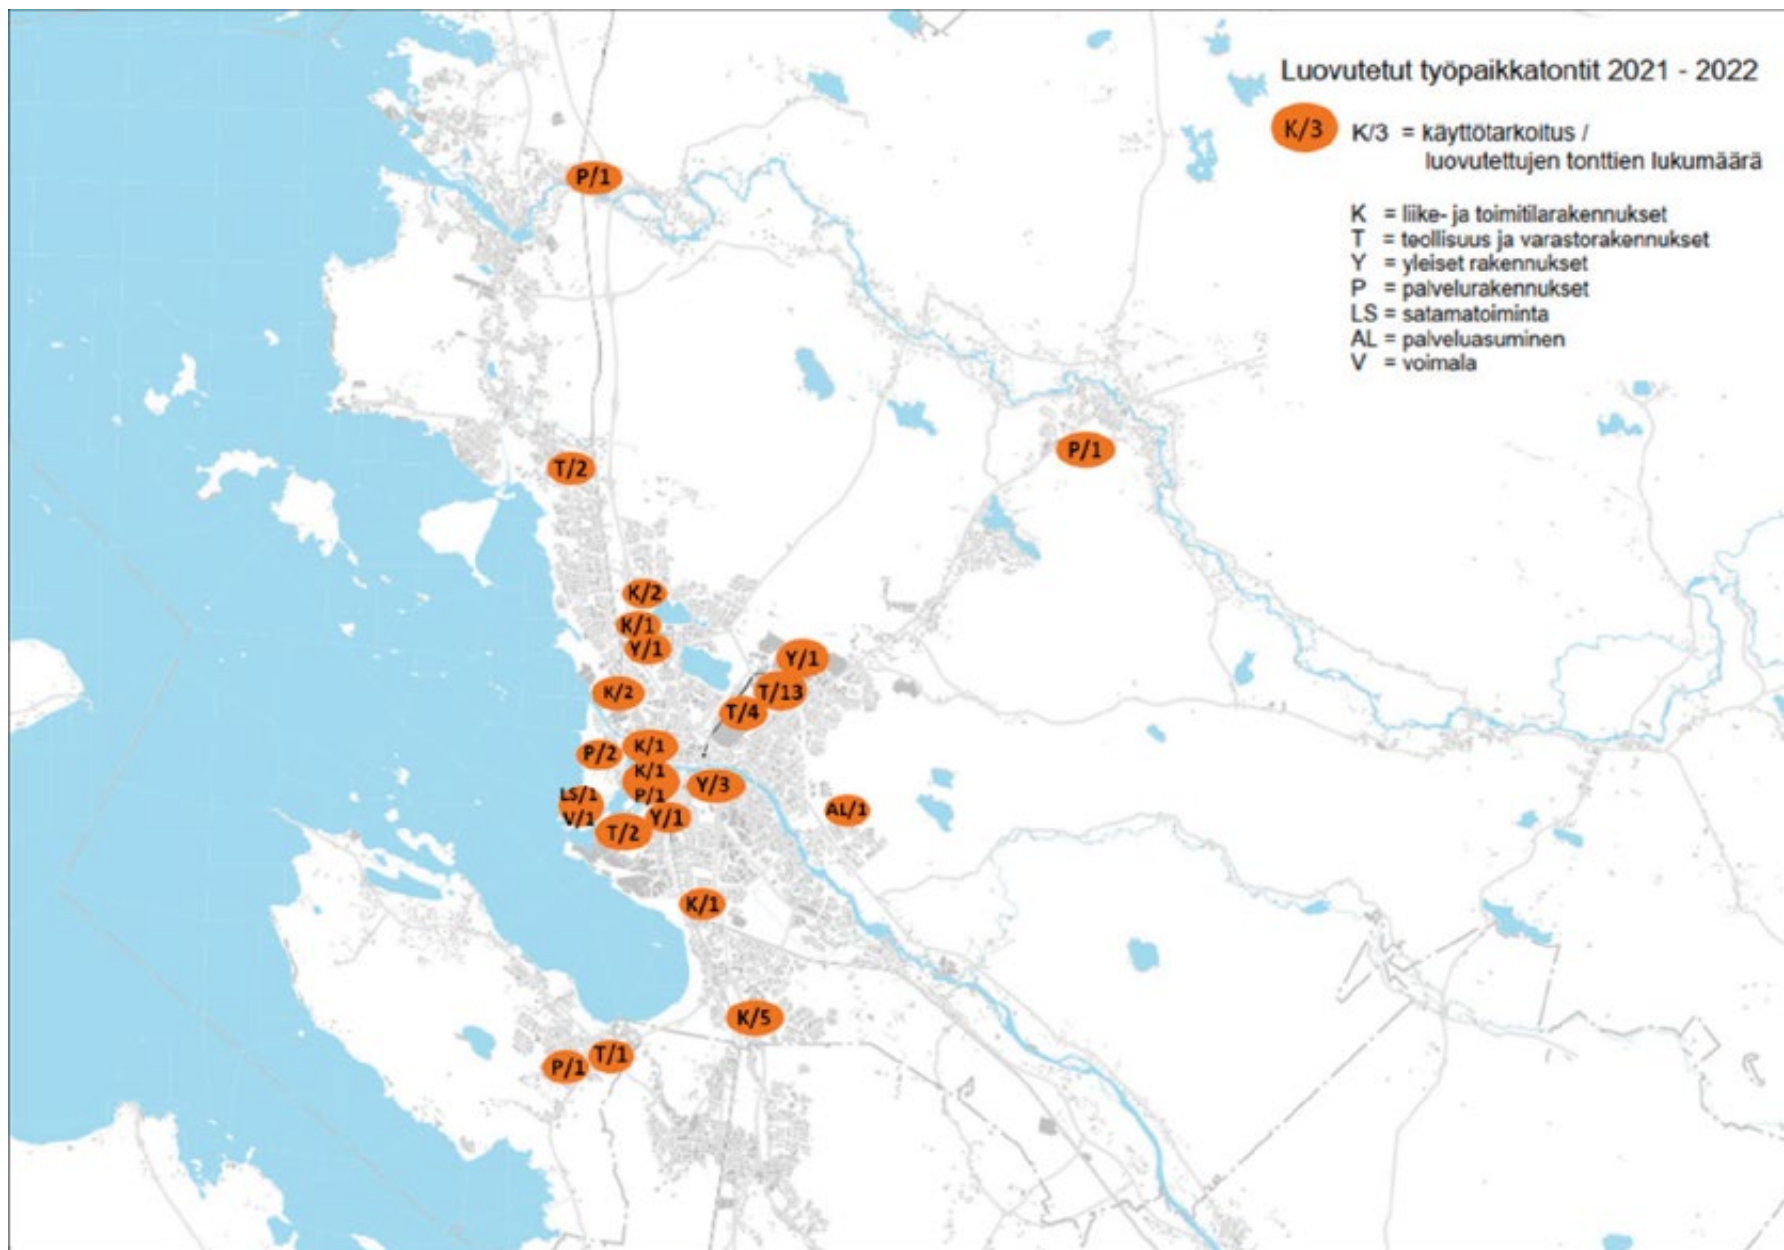 Luovutetut työpaikkatontit 2021 - 2022
K/3
K/3 = käyttötarkoitus /
luovutettujen tonttien lukumäärä
K = liike- ja toimitilarakennukset
T = teollisuus ja varastorakennukset
Y = yleiset rakennukset
P = palvelurakennukset
LS = satamatoiminta
AL = palveluasuminen
V = voimala
P/1
P/1
T/2
K/2
K/1
Y/1
Y/1
K/2
T/13
T/4
P/2
K/1
K/1
P/1
Y/3
LS/1
V/1
T/2
Y/1
AL/1
K/1
K/5
P/1
T/1